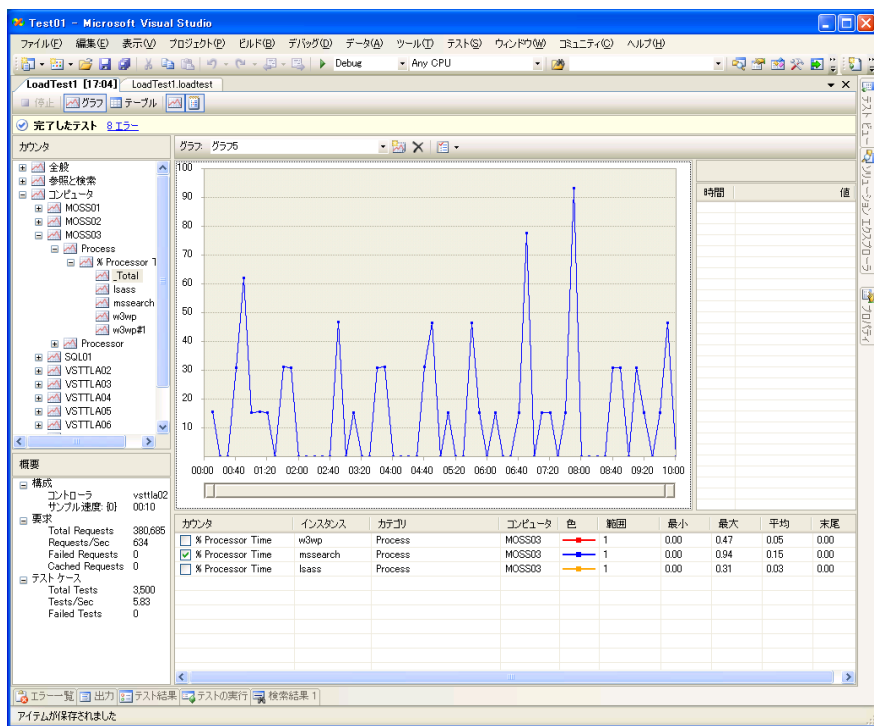 Test01 - Microsoft Visual Studio
ファイル(F) 編集(E) 表示(V) プロジェクト(P) ビルド(B) デバッグ(D) データ(A) ツール(T) テスト(S) ウィンドウ(W) コミュニティ(C) ヘルプ(H)
Debug Any CPU
LoadTest1 [17:04] LoadTest1.loadtest
停止 グラフ テーブル
完了したテスト 8 エラー
カウンタ
全般
参照と検索
コンピュータ
MOSS01
MOSS02
MOSS03
Process
% Processor T
_Total
lsass
mssearch
w3wp
w3wp#1
Processor
SQL01
VSTTLA02
VSTTLA03
VSTTLA04
VSTTLA05
VSTTLA06
概要
構成
コントローラ vsttla02
サンプル速度: {0} 00:10
要求
Total Requests 380,685
Requests/Sec 634
Failed Requests 0
Cached Requests 0
テスト ケース
Total Tests 3,500
Tests/Sec 5.83
Failed Tests 0
グラフ: グラフ5
100
90
80
70
60
50
40
30
20
10
00:00 00:40 01:20 02:00 02:40 03:20 04:00 04:40 05:20 06:00 06:40 07:20 08:00 08:40 09:20 10:00
時間 値
カウンタ インスタンス カテゴリ コンピュータ 色 範囲 最小 最大 平均 末尾
% Processor Time w3wp Process MOSS03 1 0.00 0.47 0.05 0.00
% Processor Time mssearch Process MOSS03 1 0.00 0.94 0.15 0.00
% Processor Time lsass Process MOSS03 1 0.00 0.31 0.03 0.00
テスト ビュー
ソリューション エクスプローラ
プロパティ
エラー一覧 出力 テスト結果 テストの実行 検索結果 1
アイテムが保存されました